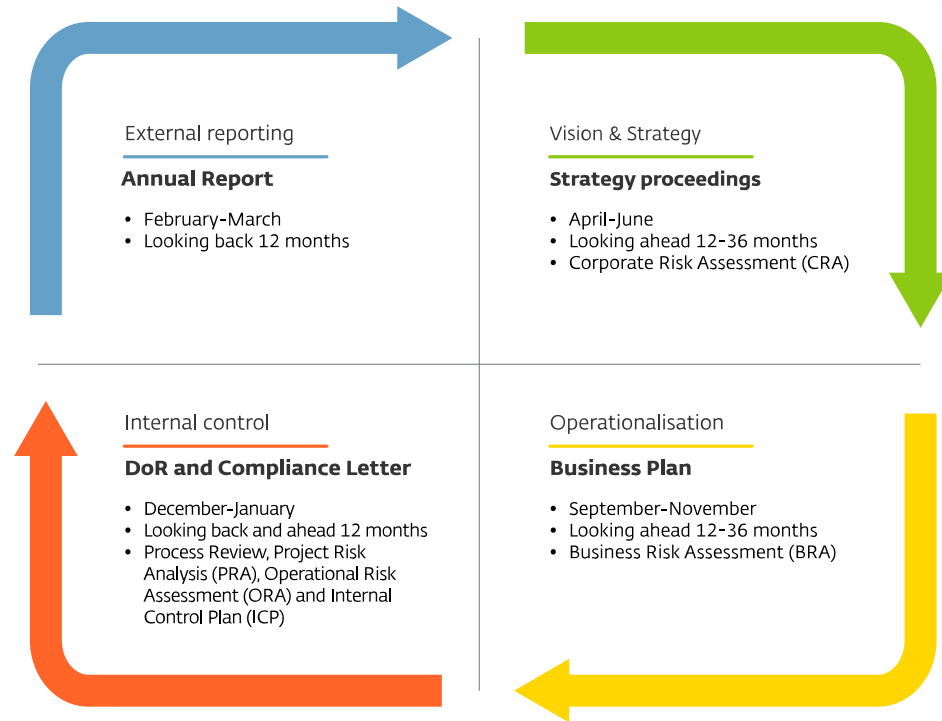 External reporting
Annual Report
• February-March
• Looking back 12 months
Vision & Strategy
Strategy proceedings
• April-June
• Looking ahead 12-36 months
• Corporate Risk Assessment (CRA)
Internal control
DoR and Compliance Letter
• December-January
• Looking back and ahead 12 months
• Process Review, Project Risk
Analysis (PRA), Operational Risk
Assessment (ORA) and Internal
Control Plan (ICP)
Operationalisation
Business Plan
• September-November
• Looking ahead 12-36 months
• Business Risk Assessment (BRA)